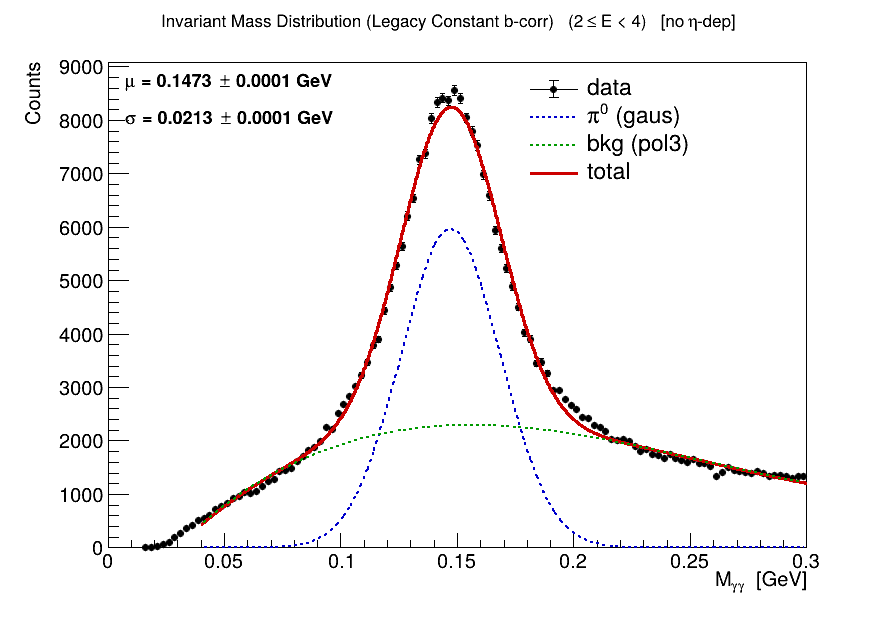 Invariant Mass Distribution (Legacy Constant b-corr) (2 ≤ E < 4) [no η-dep]
Counts
9000
8000
7000
6000
5000
4000
3000
2000
1000
0
μ = 0.1473 ± 0.0001 GeV
σ = 0.0213 ± 0.0001 GeV
data
π⁰ (gaus)
bkg (pol3)
total
0 0.05 0.1 0.15 0.2 0.25 0.3
Mγγ [GeV]